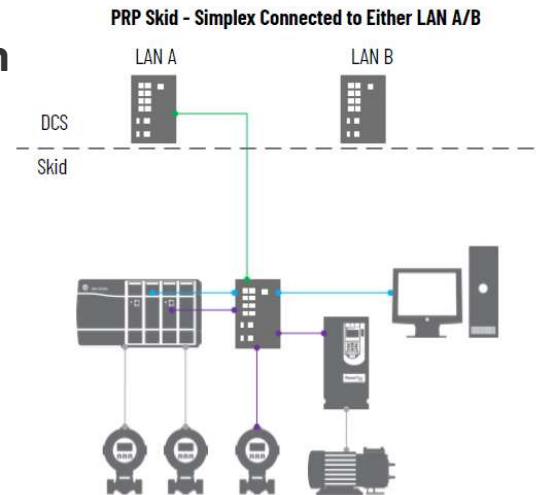 PRP Skid - Simplex Connected to Either LAN A/B
n
LAN A
LAN B
DCS
Skid